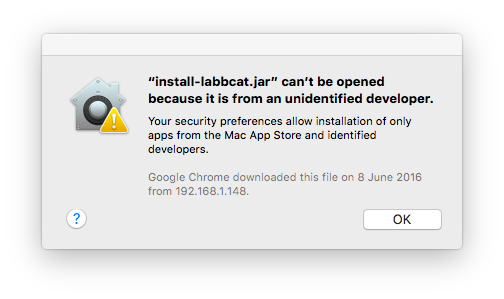 “install-labbcat.jar” can’t be opened
because it is from an unidentified developer.
Your security preferences allow installation of only
apps from the Mac App Store and identified
developers.
Google Chrome downloaded this file on 8 June 2016
from 192.168.1.148.
?
OK